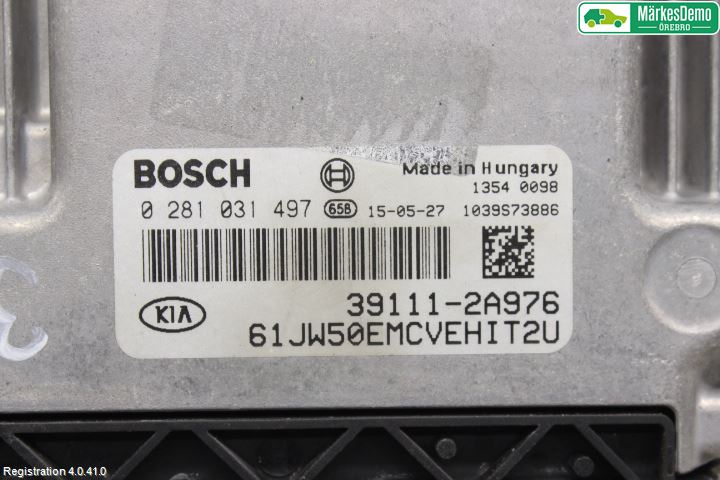 MärkesDemo
ÖREBRO
BOSCH
Made in Hungary
1354 0098
0 281 031 497 65B 15-05-27 1039S73886
KIA
39111-2A976
61JW50EMCVEHIT2U
Registration 4.0.41.0